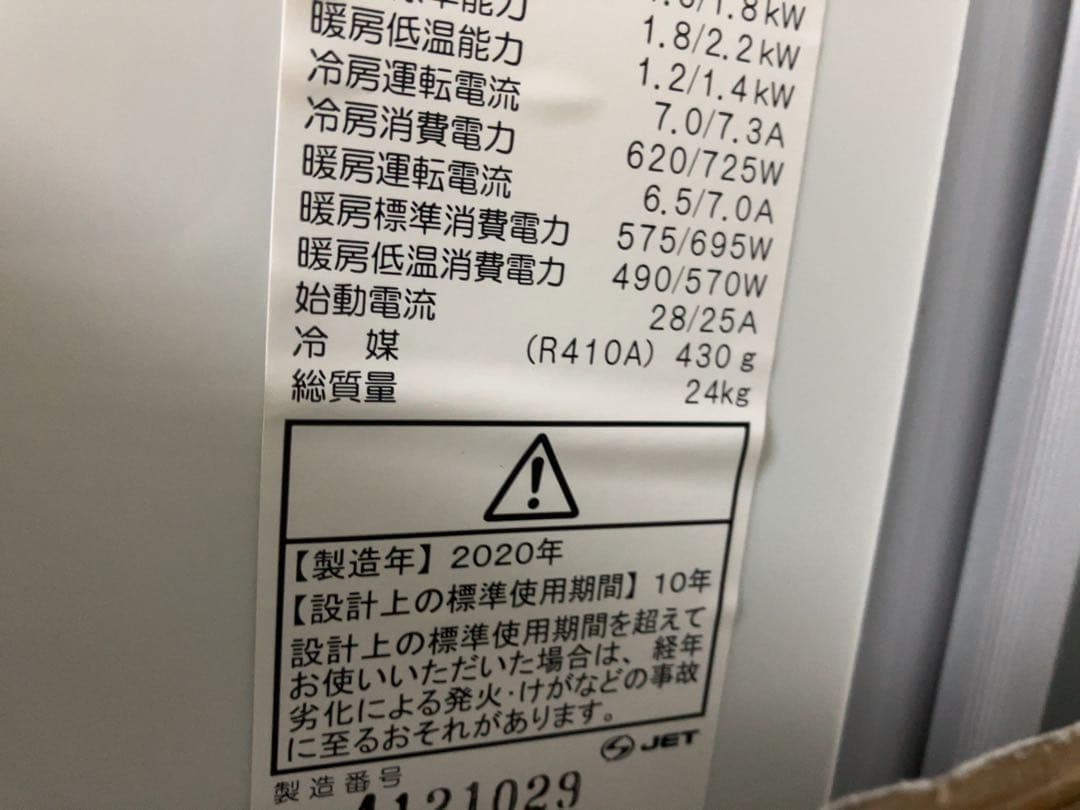 /1.8kW
準能力 1.8/2.2kW
暖房低温能力 1.2/1.4kW
冷房運転電流 7.0/7.3A
冷房消費電力 620/725W
暖房運転電流 6.5/7.0A
暖房標準消費電力 575/695W
暖房低温消費電力 490/570W
始動電流 28/25A
冷 媒 (R410A) 430g
総質量 24kg
【製造年】2020年
【設計上の標準使用期間】10年
設計上の標準使用期間を超えて
お使いいただいた場合は、経年
劣化による発火・けがなどの事故
に至るおそれがあります。
JET
製造番号
4121029